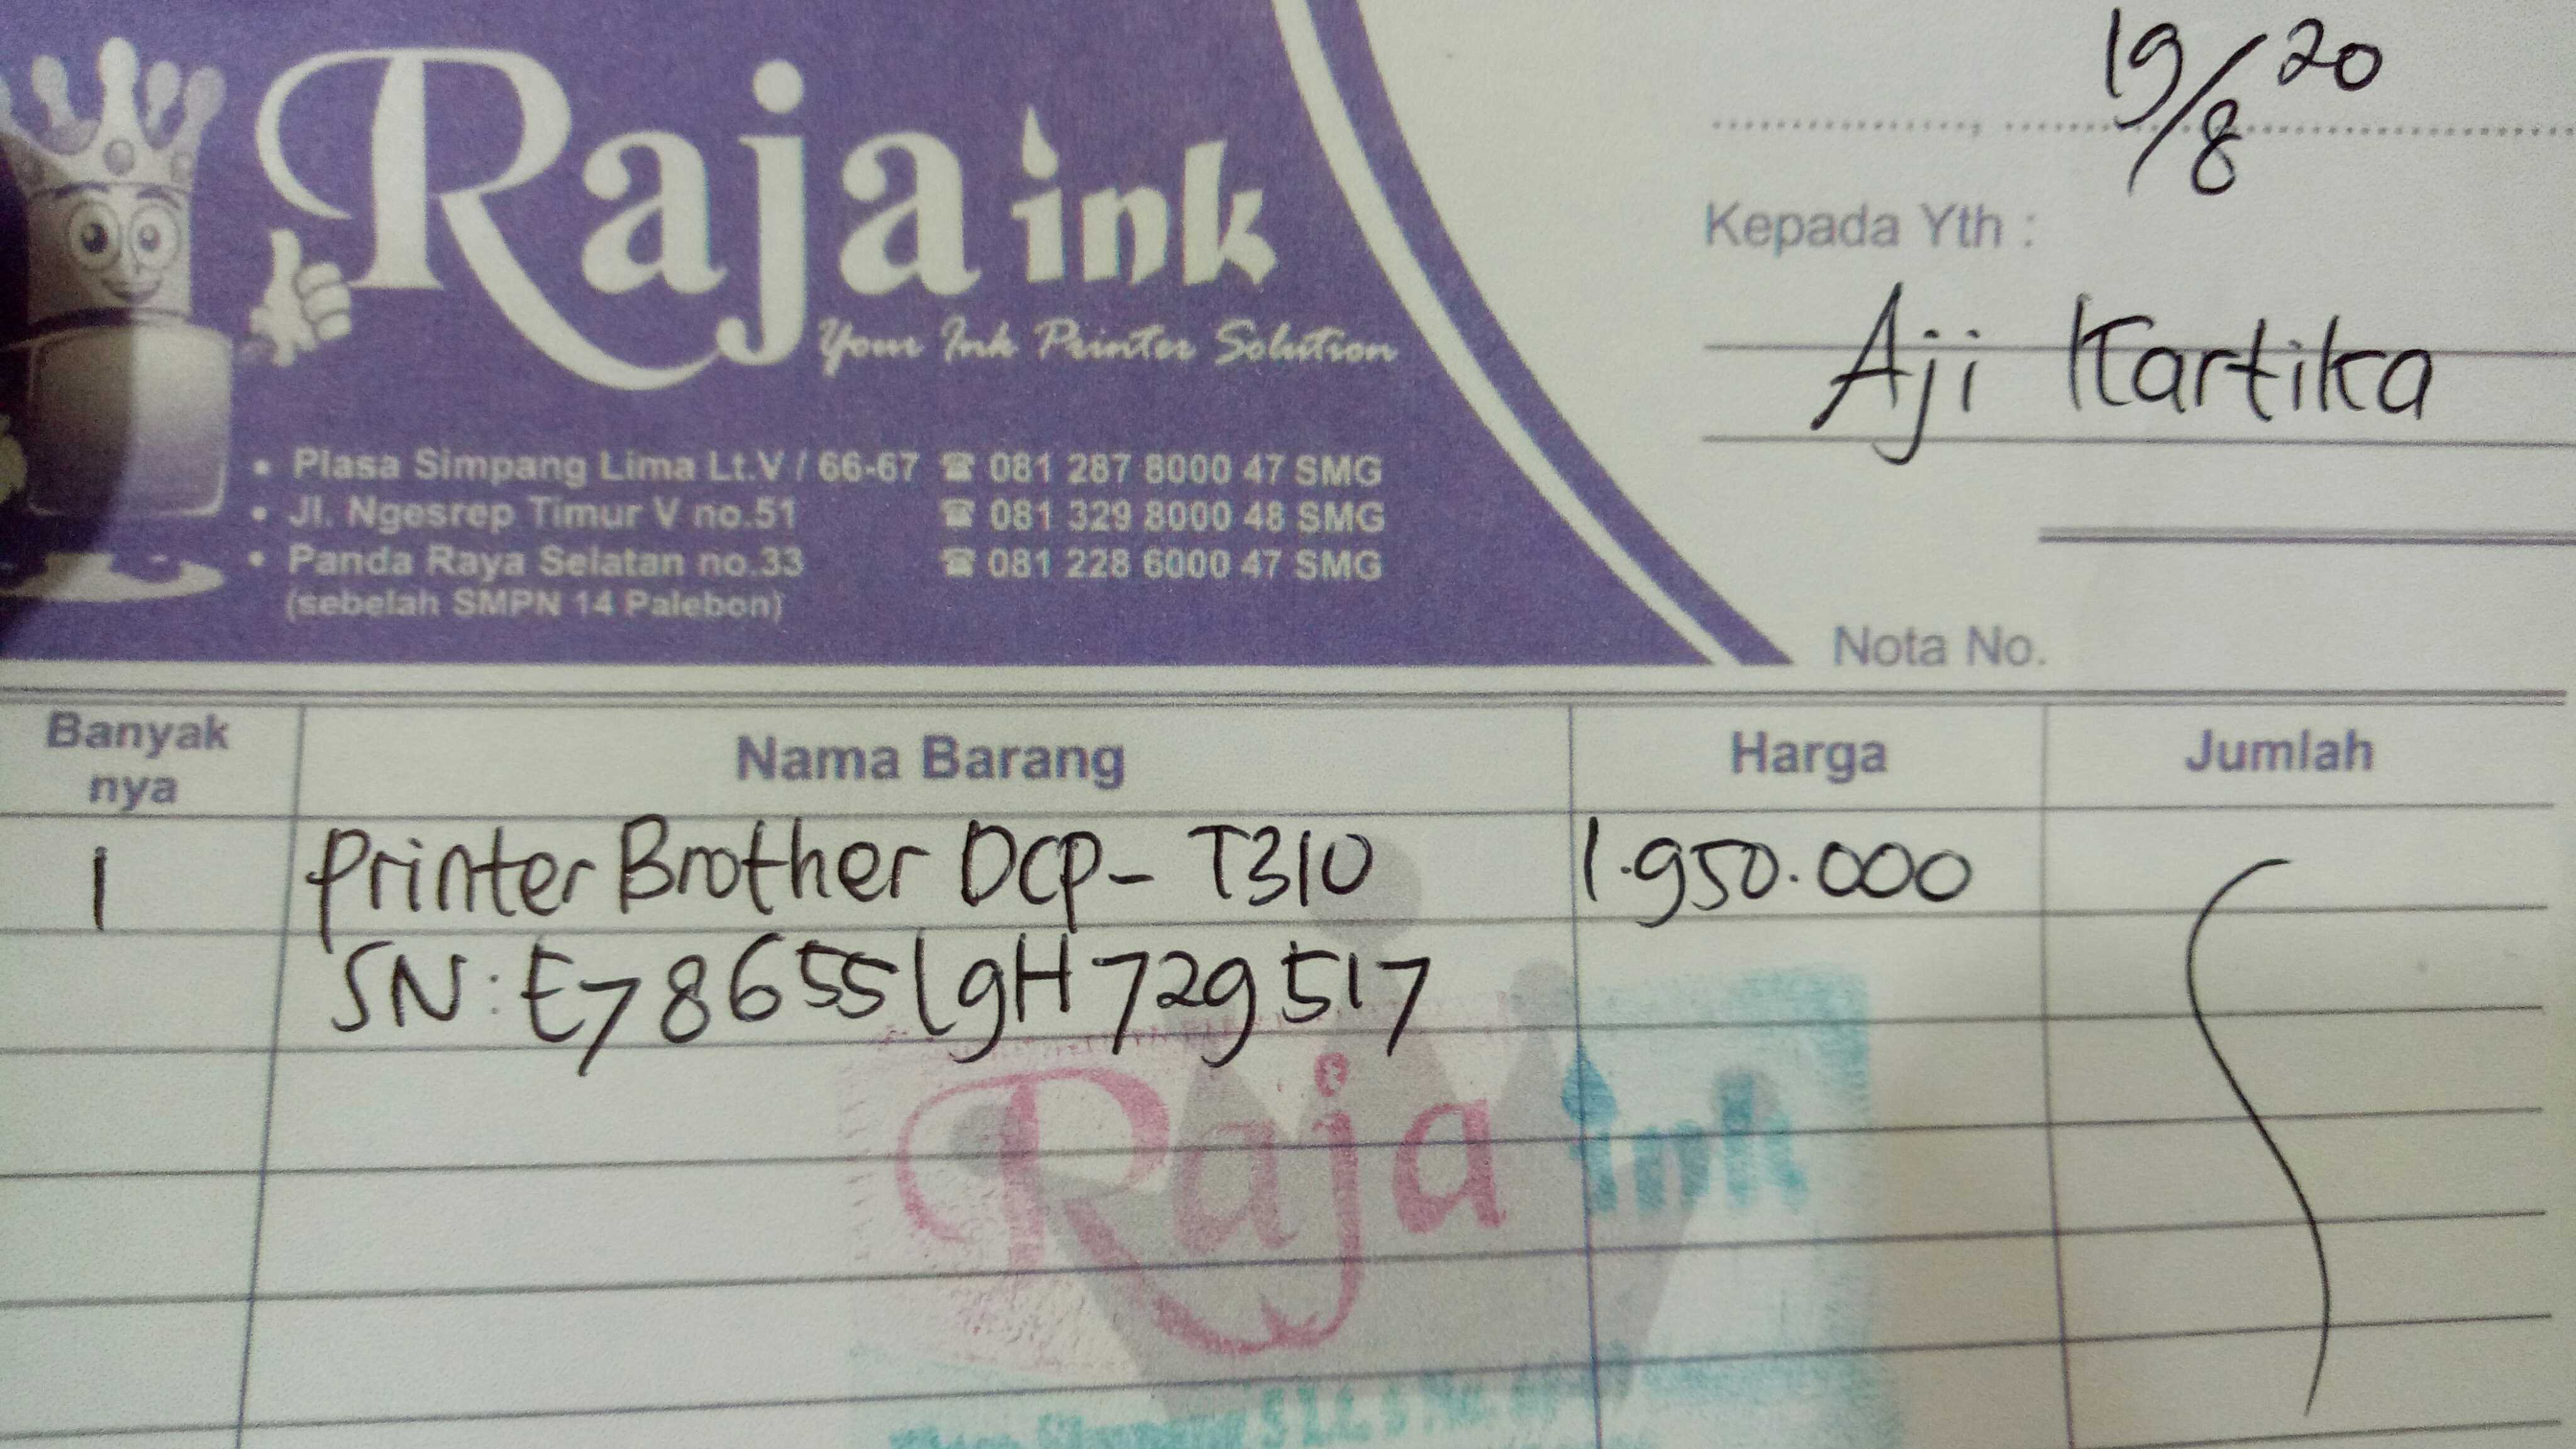 Raja ink
Your Ink Printer Solution
• Plasa Simpang Lima Lt.V / 66-67 ☎ 081 287 8000 47 SMG
• Jl. Ngesrep Timur V no.51 ☎ 081 329 8000 48 SMG
• Panda Raya Selatan no.33 ☎ 081 228 6000 47 SMG
(sebelah SMPN 14 Palebon)
19/8 20
Kepada Yth :
Aji Kartika
Nota No.
Banyak nya Nama Barang Harga Jumlah
1 Printer Brother DCP-T310 1.950.000
SN: E78655L9H729517
Raja ink